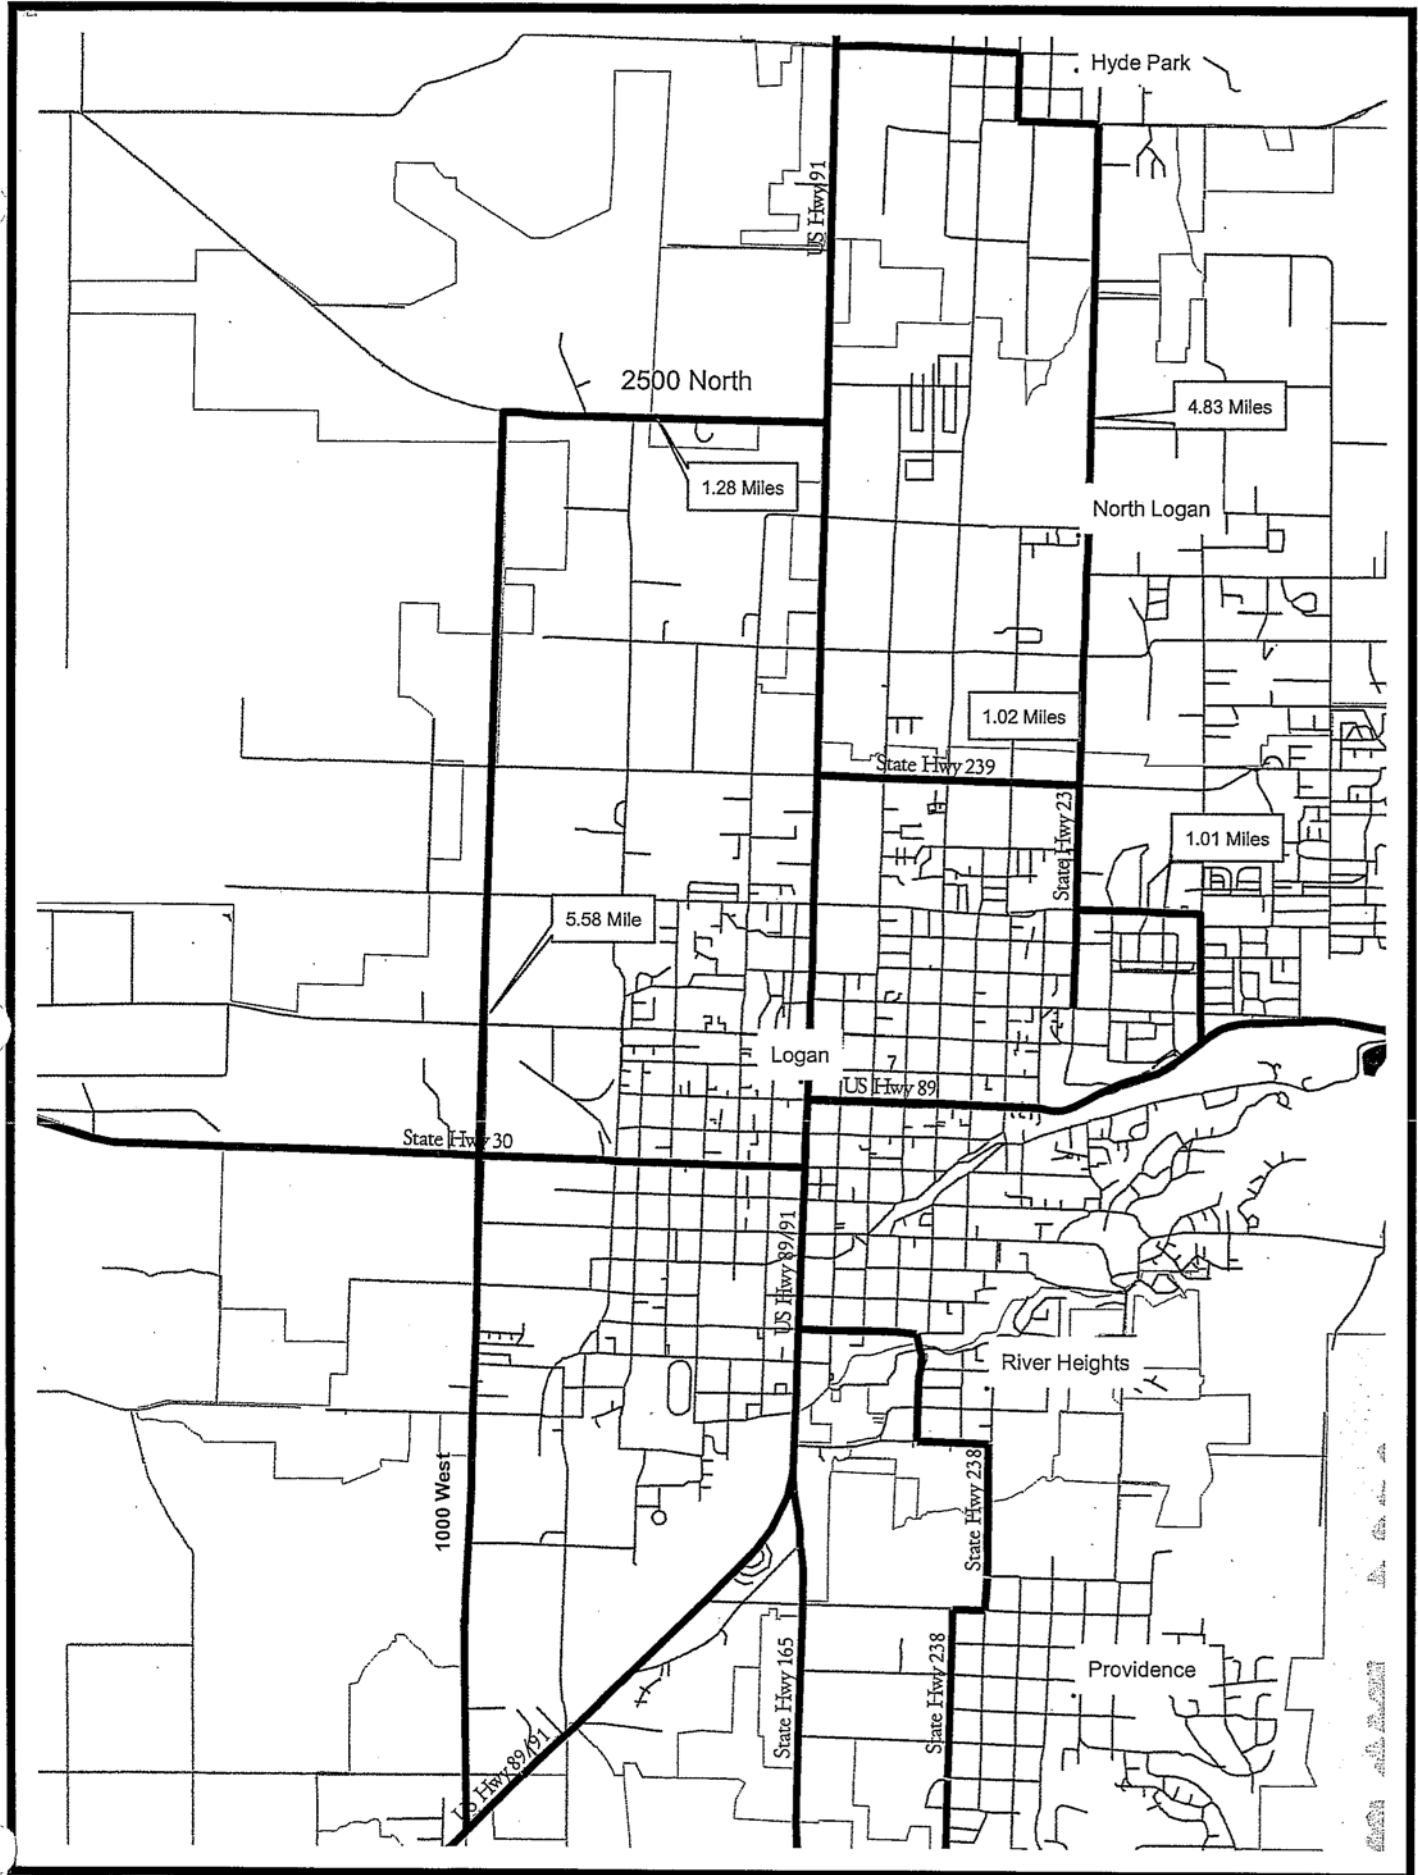 Hyde Park
US Hwy 91
2500 North
4.83 Miles
1.28 Miles
North Logan
1.02 Miles
State Hwy 239
State Hwy 23
1.01 Miles
5.58 Mile
Logan
7
US Hwy 89
State Hwy 30
US Hwy 89/91
River Heights
1000 West
State Hwy 238
State Hwy 165
State Hwy 238
Providence
US Hwy 89/91